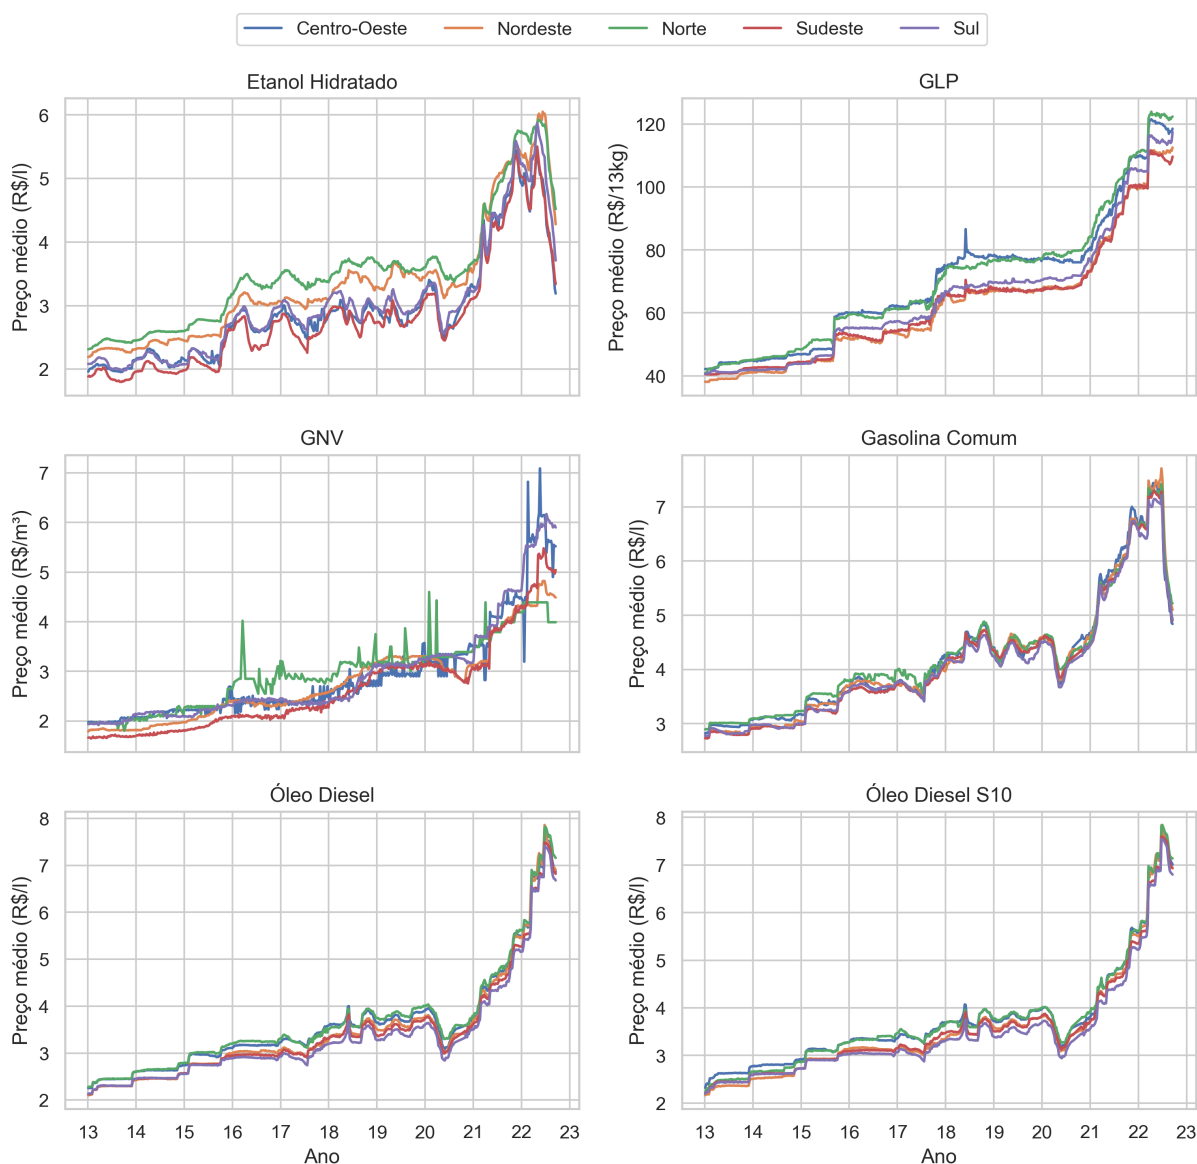 Centro-Oeste Nordeste Norte Sudeste Sul
Etanol Hidratado
Preço médio (R$/l)
6
5
4
3
2
GLP
Preço médio (R$/13kg)
120
100
80
60
40
GNV
Preço médio (R$/m³)
7
6
5
4
3
2
Gasolina Comum
Preço médio (R$/l)
7
6
5
4
3
Óleo Diesel
Preço médio (R$/l)
8
7
6
5
4
3
2
13 14 15 16 17 18 19 20 21 22 23
Ano
Óleo Diesel S10
Preço médio (R$/l)
8
7
6
5
4
3
2
13 14 15 16 17 18 19 20 21 22 23
Ano